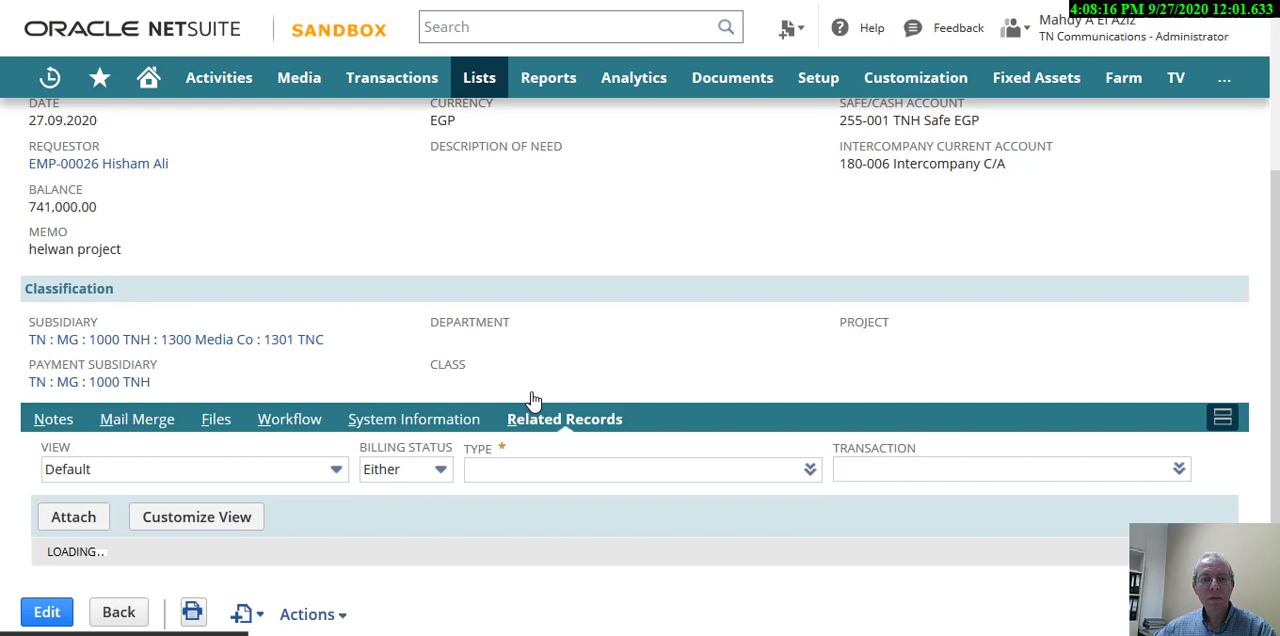 4:08:16 PM 9/27/2020 12:01.633
ORACLE NETSUITE
SANDBOX
Search
Help
Feedback
Mahdy A El Aziz
TN Communications - Administrator
Activities
Media
Transactions
Lists
Reports
Analytics
Documents
Setup
Customization
Fixed Assets
Farm
TV
...
DATE
27.09.2020
CURRENCY
EGP
SAFE/CASH ACCOUNT
255-001 TNH Safe EGP
REQUESTOR
EMP-00026 Hisham Ali
DESCRIPTION OF NEED
INTERCOMPANY CURRENT ACCOUNT
180-006 Intercompany C/A
BALANCE
741,000.00
MEMO
helwan project
Classification
SUBSIDIARY
TN : MG : 1000 TNH : 1300 Media Co : 1301 TNC
DEPARTMENT
PROJECT
PAYMENT SUBSIDIARY
TN : MG : 1000 TNH
CLASS
Notes
Mail Merge
Files
Workflow
System Information
Related Records
VIEW
Default
BILLING STATUS
Either
TYPE *
TRANSACTION
Attach
Customize View
LOADING..
Edit
Back
Actions